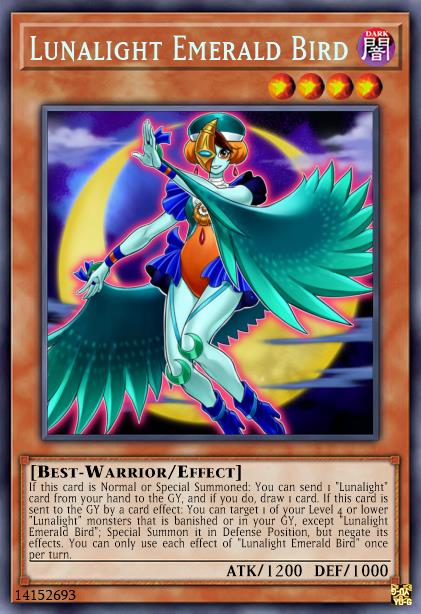 Lunalight Emerald Bird
DARK
闇
[Best-Warrior/Effect]
If this card is Normal or Special Summoned: You can send 1 "Lunalight"
card from your hand to the GY, and if you do, draw 1 card. If this card is
sent to the GY by a card effect: You can target 1 of your Level 4 or lower
"Lunalight" monsters that is banished or in your GY, except "Lunalight
Emerald Bird"; Special Summon it in Defense Position, but negate its
effects. You can only use each effect of "Lunalight Emerald Bird" once
per turn.
ATK/1200 DEF/1000
14152693